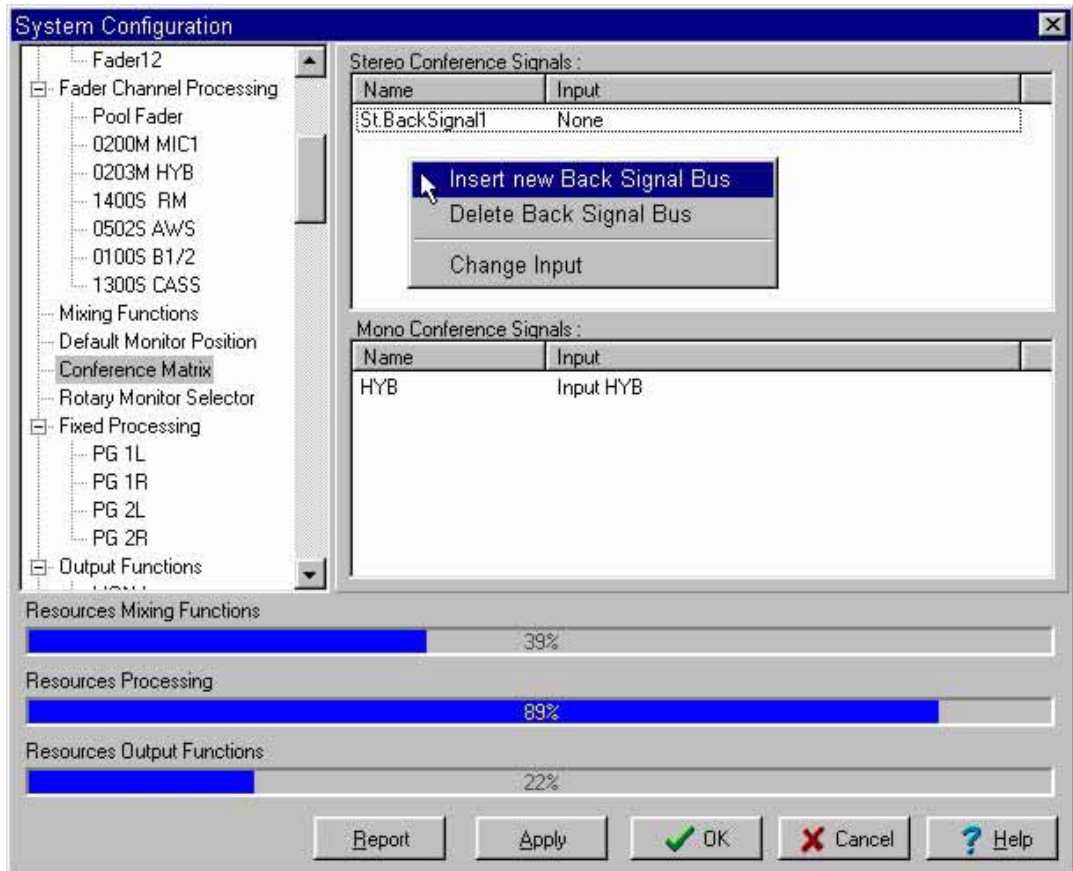 System Configuration
Fader12
Fader Channel Processing
Pool Fader
0200M MIC1
0203M HYB
1400S RM
0502S AWS
0100S B1/2
1300S CASS
Mixing Functions
Default Monitor Position
Conference Matrix
Rotary Monitor Selector
Fixed Processing
PG 1L
PG 1R
PG 2L
PG 2R
Output Functions
Stereo Conference Signals :
Name Input
St.BackSignal1 None
Insert new Back Signal Bus
Delete Back Signal Bus
Change Input
Mono Conference Signals :
Name Input
HYB Input HYB
Resources Mixing Functions
39%
Resources Processing
89%
Resources Output Functions
22%
Report Apply OK Cancel Help